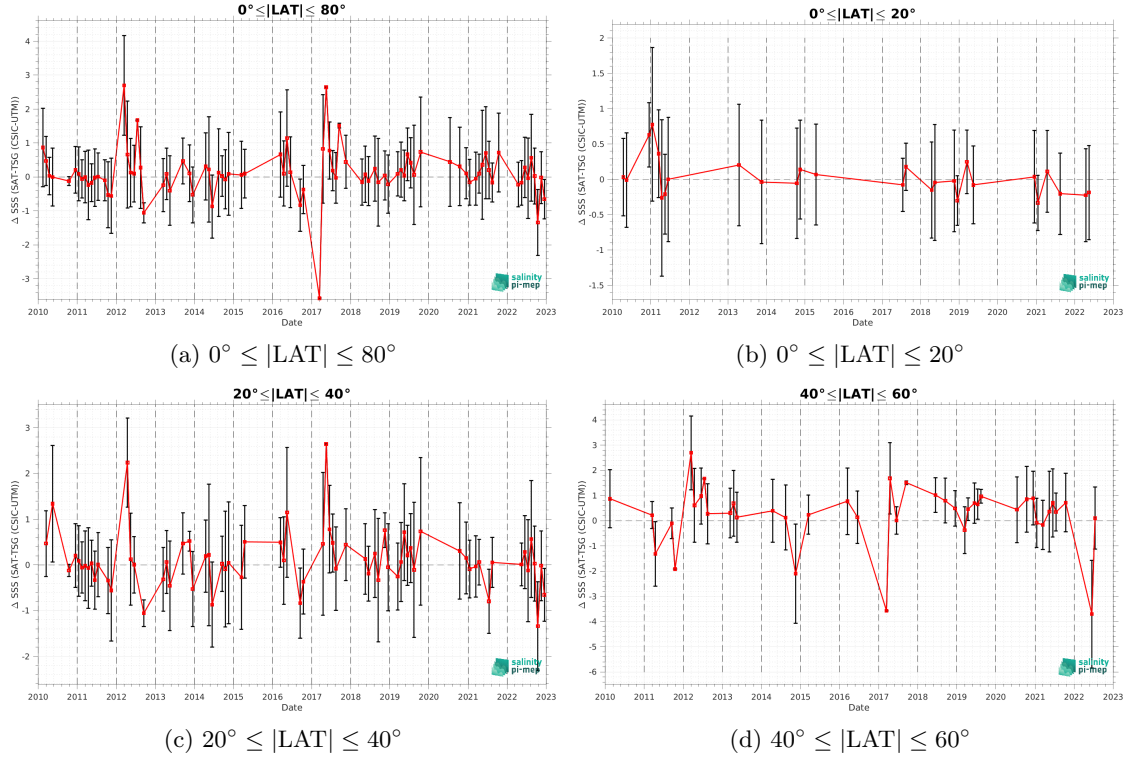 0°≤|LAT|≤ 80°
Δ SSS (SAT-TSG (CSIC-UTM))
4
3
2
1
0
-1
-2
-3
2010 2011 2012 2013 2014 2015 2016 2017 2018 2019 2020 2021 2022 2023
Date
salinity
pi-mep
(a) 0° ≤ |LAT| ≤ 80°
0°≤|LAT|≤ 20°
Δ SSS (SAT-TSG (CSIC-UTM))
2
1.5
1
0.5
0
-0.5
-1
-1.5
2010 2011 2012 2013 2014 2015 2016 2017 2018 2019 2020 2021 2022 2023
Date
salinity
pi-mep
(b) 0° ≤ |LAT| ≤ 20°
20°≤|LAT|≤ 40°
Δ SSS (SAT-TSG (CSIC-UTM))
3
2
1
0
-1
-2
2010 2011 2012 2013 2014 2015 2016 2017 2018 2019 2020 2021 2022 2023
Date
salinity
pi-mep
(c) 20° ≤ |LAT| ≤ 40°
40°≤|LAT|≤ 60°
Δ SSS (SAT-TSG (CSIC-UTM))
4
3
2
1
0
-1
-2
-3
-4
-5
-6
2010 2011 2012 2013 2014 2015 2016 2017 2018 2019 2020 2021 2022 2023
Date
salinity
pi-mep
(d) 40° ≤ |LAT| ≤ 60°